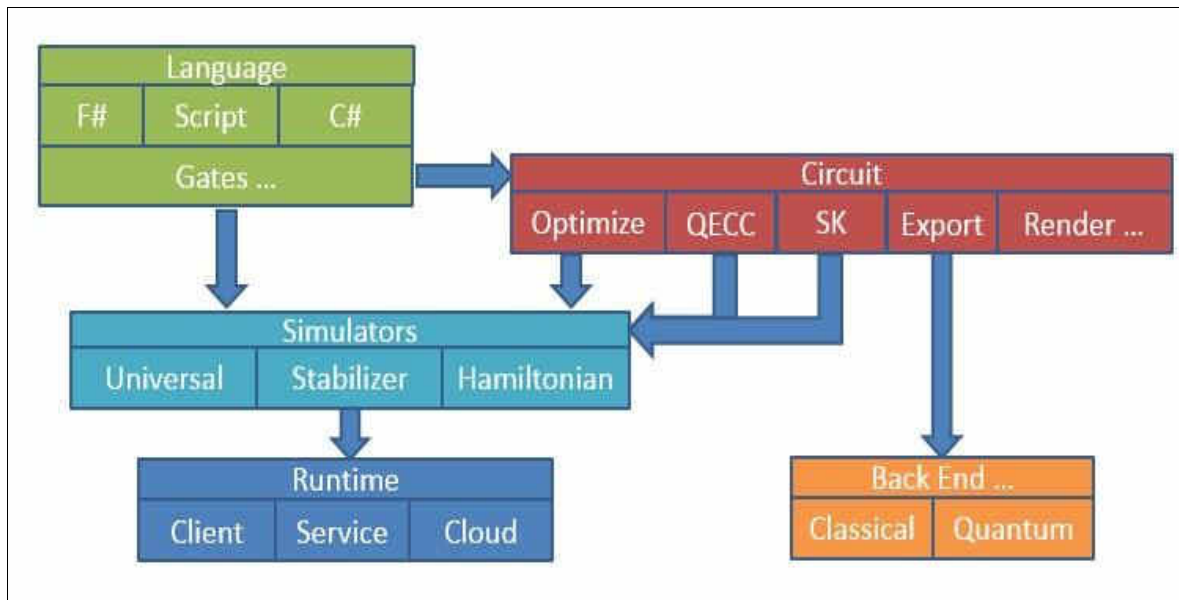 Language
F# Script C#
Gates ...
Circuit
Optimize QECC SK Export Render ...
Simulators
Universal Stabilizer Hamiltonian
Runtime
Client Service Cloud
Back End ...
Classical Quantum